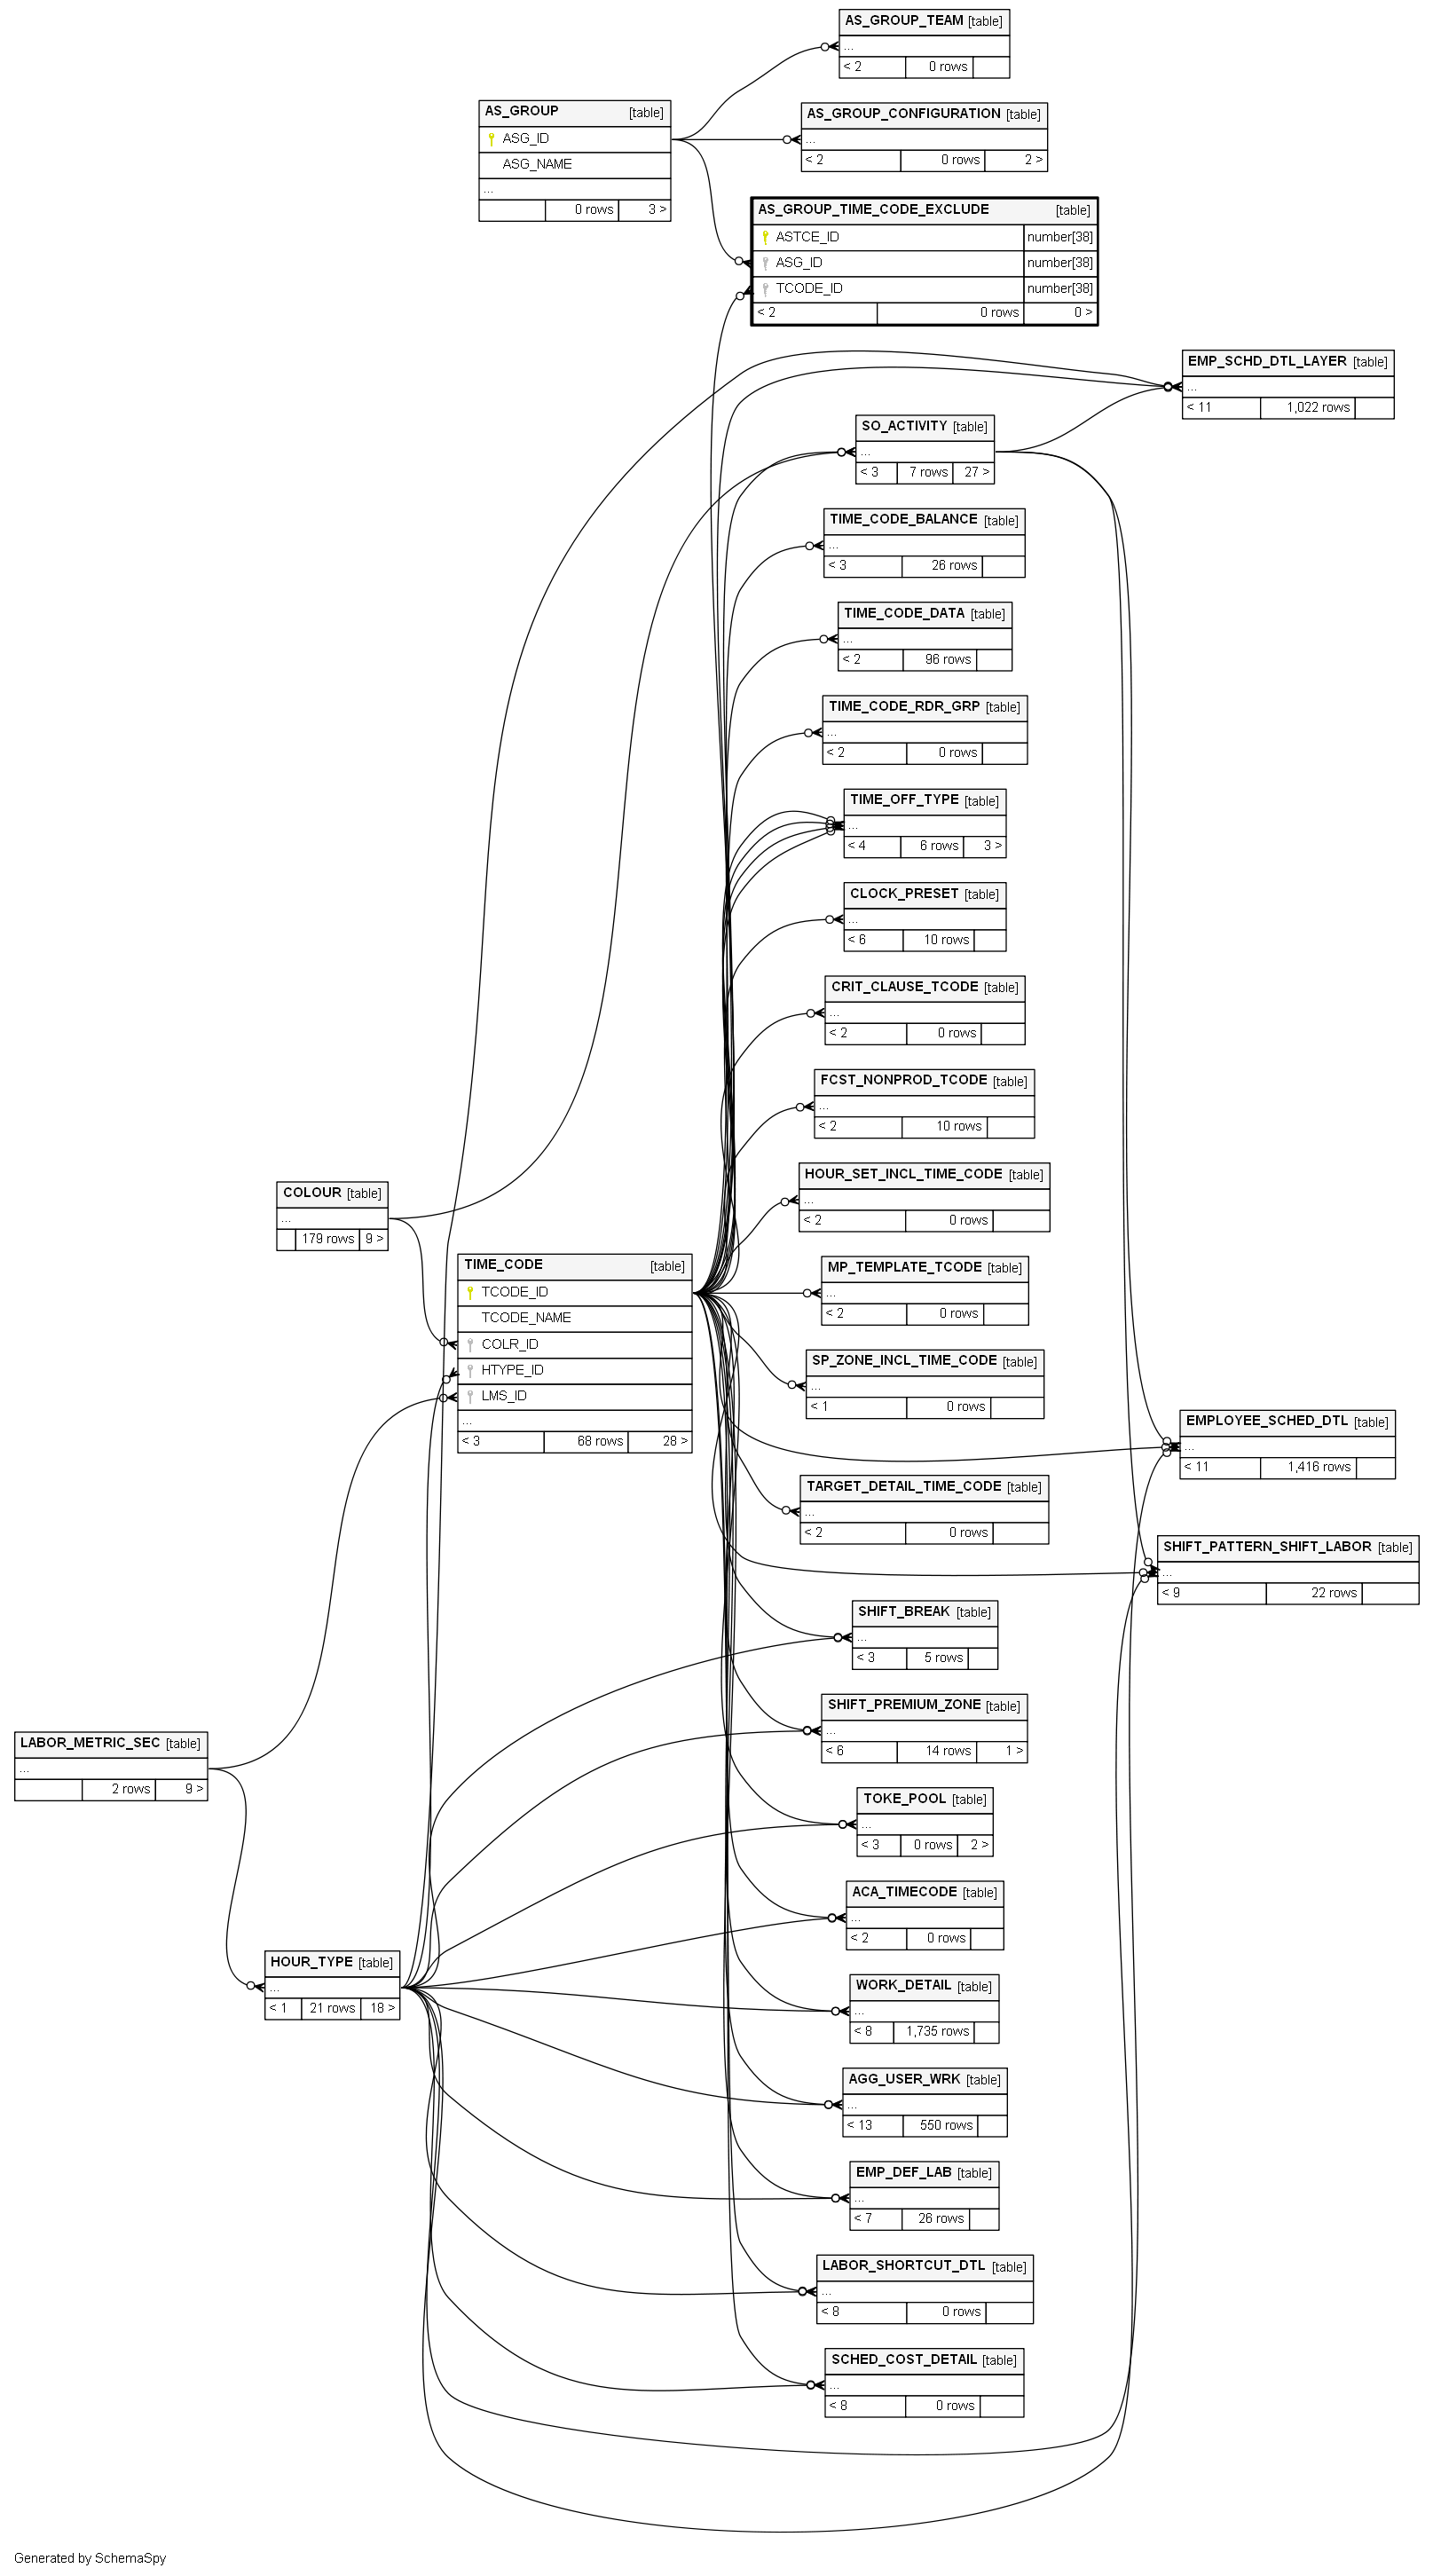 AS_GROUP_TEAM [table]
...
< 2 0 rows
AS_GROUP [table]
ASG_ID
ASG_NAME
...
0 rows 3 >
AS_GROUP_CONFIGURATION [table]
...
< 2 0 rows 2 >
AS_GROUP_TIME_CODE_EXCLUDE [table]
ASTCE_ID number[38]
ASG_ID number[38]
TCODE_ID number[38]
< 2 0 rows 0 >
EMP_SCHD_DTL_LAYER [table]
...
< 11 1,022 rows
SO_ACTIVITY [table]
...
< 3 7 rows 27 >
TIME_CODE_BALANCE [table]
...
< 3 26 rows
TIME_CODE_DATA [table]
...
< 2 96 rows
TIME_CODE_RDR_GRP [table]
...
< 2 0 rows
TIME_OFF_TYPE [table]
...
< 4 6 rows 3 >
CLOCK_PRESET [table]
...
< 6 10 rows
CRIT_CLAUSE_TCODE [table]
...
< 2 0 rows
FCST_NONPROD_TCODE [table]
...
< 2 10 rows
HOUR_SET_INCL_TIME_CODE [table]
...
< 2 0 rows
COLOUR [table]
...
179 rows 9 >
TIME_CODE [table]
TCODE_ID
TCODE_NAME
COLR_ID
HTYPE_ID
LMS_ID
...
< 3 68 rows 28 >
MP_TEMPLATE_TCODE [table]
...
< 2 0 rows
SP_ZONE_INCL_TIME_CODE [table]
...
< 1 0 rows
EMPLOYEE_SCHED_DTL [table]
...
< 11 1,416 rows
TARGET_DETAIL_TIME_CODE [table]
...
< 2 0 rows
SHIFT_PATTERN_SHIFT_LABOR [table]
...
< 9 22 rows
SHIFT_BREAK [table]
...
< 3 5 rows
SHIFT_PREMIUM_ZONE [table]
...
< 6 14 rows 1 >
LABOR_METRIC_SEC [table]
...
2 rows 9 >
TOKE_POOL [table]
...
< 3 0 rows 2 >
ACA_TIMECODE [table]
...
< 2 0 rows
HOUR_TYPE [table]
...
< 1 21 rows 18 >
WORK_DETAIL [table]
...
< 8 1,735 rows
AGG_USER_WRK [table]
...
< 13 550 rows
EMP_DEF_LAB [table]
...
< 7 26 rows
LABOR_SHORTCUT_DTL [table]
...
< 8 0 rows
SCHED_COST_DETAIL [table]
...
< 8 0 rows
Generated by SchemaSpy